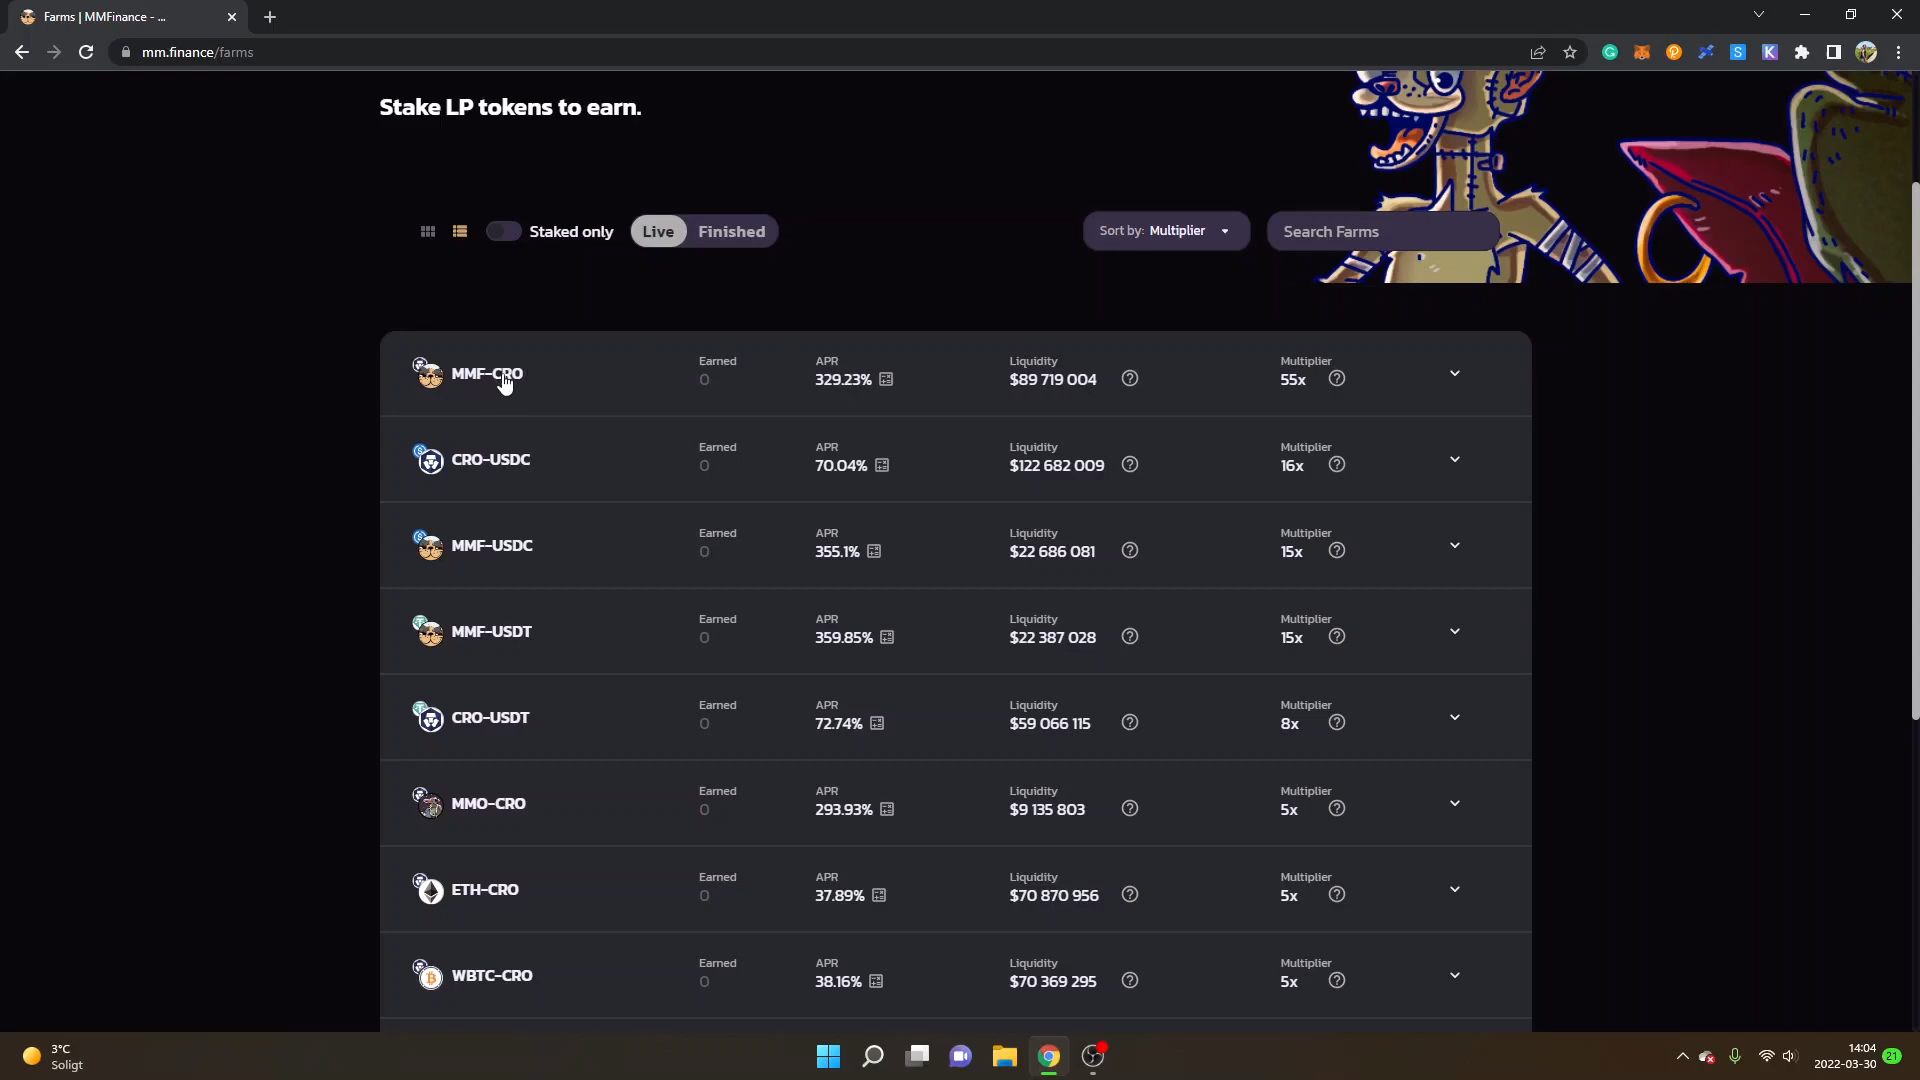 Farms | MMFinance - ...
mm.finance/farms
Stake LP tokens to earn.
Staked only
Live
Finished
Sort by: Multiplier
Search Farms
MMF-CRO
Earned
0
APR
329.23%
Liquidity
$89 719 004
Multiplier
55x
CRO-USDC
Earned
0
APR
70.04%
Liquidity
$122 682 009
Multiplier
16x
MMF-USDC
Earned
0
APR
355.1%
Liquidity
$22 686 081
Multiplier
15x
MMF-USDT
Earned
0
APR
359.85%
Liquidity
$22 387 028
Multiplier
15x
CRO-USDT
Earned
0
APR
72.74%
Liquidity
$59 066 115
Multiplier
8x
MMO-CRO
Earned
0
APR
293.93%
Liquidity
$9 135 803
Multiplier
5x
ETH-CRO
Earned
0
APR
37.89%
Liquidity
$70 870 956
Multiplier
5x
WBTC-CRO
Earned
0
APR
38.16%
Liquidity
$70 369 295
Multiplier
5x
3°C
Soligt
14:04
2022-03-30
21